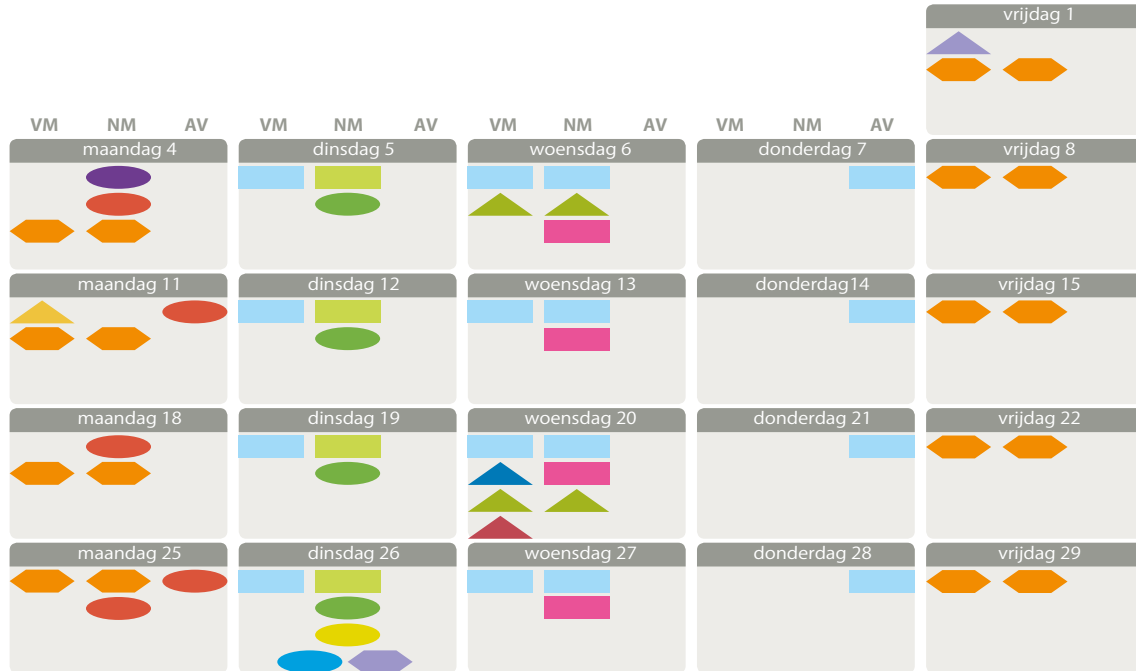 vrijdag 1
VM NM AV VM NM AV VM NM AV VM NM AV
maandag 4 dinsdag 5 woensdag 6 donderdag 7 vrijdag 8
maandag 11 dinsdag 12 woensdag 13 donderdag14 vrijdag 15
maandag 18 dinsdag 19 woensdag 20 donderdag 21 vrijdag 22
maandag 25 dinsdag 26 woensdag 27 donderdag 28 vrijdag 29